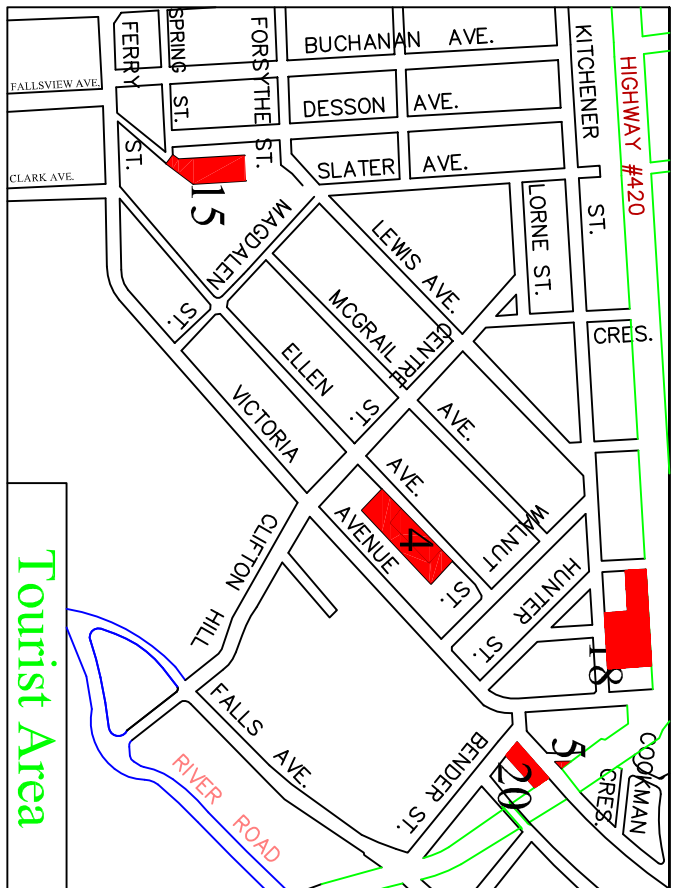 FERRY
ST.
SPRING
ST.
FORSYTHE ST.
BUCHANAN AVE.
DESSON AVE.
SLATER AVE.
KITCHENER
ST.
HIGHWAY #420
FALLSVIEW AVE.
CLARK AVE.
15
MAGDALEN
ST.
LORNE ST.
LEWIS AVE.
MCGRAIL
AVE.
CENTRE
ST.
CRES.
ELLEN
AVE.
VICTORIA
AVENUE
4
WALNUT
ST.
HUNTER
ST.
CLIFTON
HILL
18
5
20
COOKMAN
CRES.
FALLS AVE.
BENDER ST.
RIVER ROAD
Tourist Area